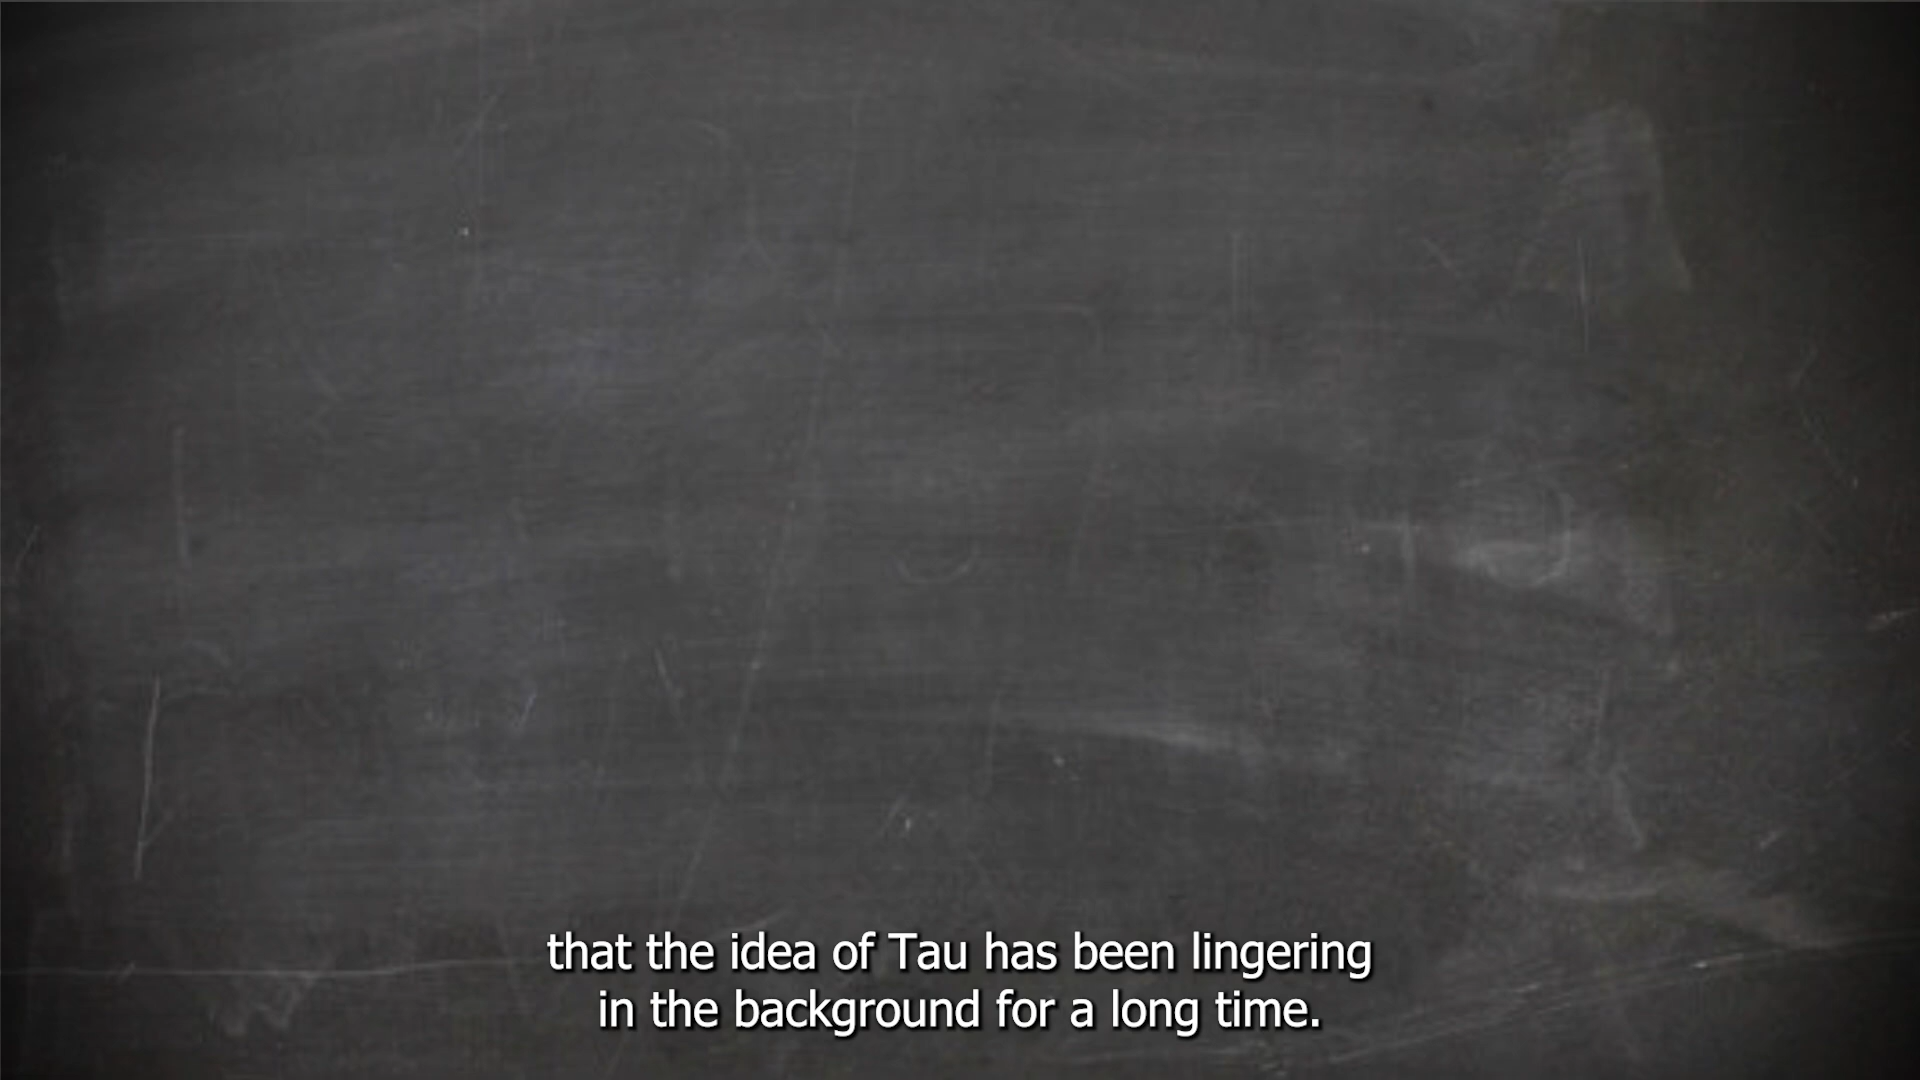 that the idea of Tau has been lingering
in the background for a long time.